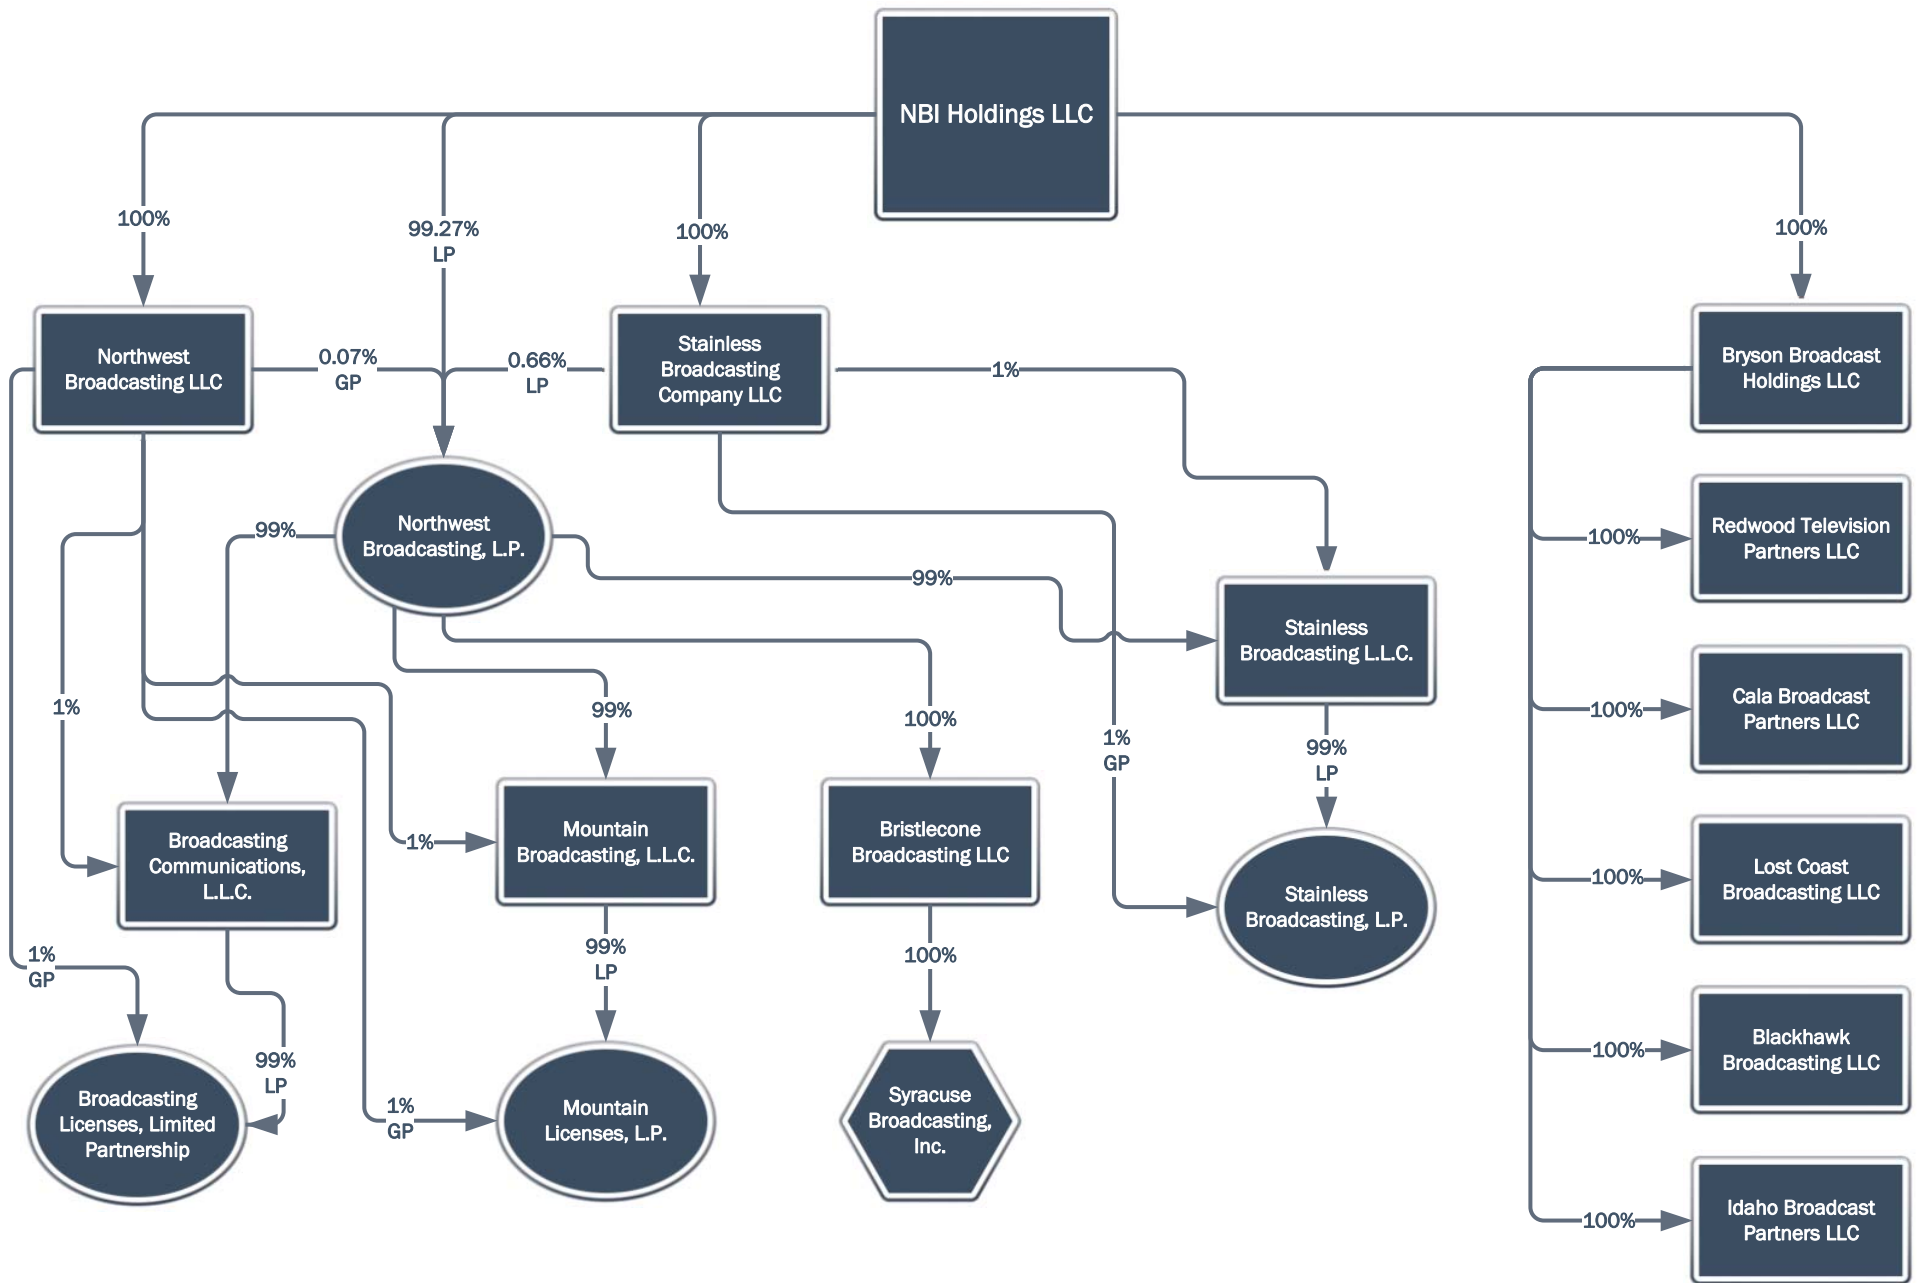 NBI Holdings LLC
100%
99.27%
LP
100%
100%
Northwest
Broadcasting LLC
0.07%
GP
0.66%
LP
Stainless
Broadcasting
Company LLC
1%
Bryson Broadcast
Holdings LLC
99%
Northwest
Broadcasting, L.P.
99%
100%
Redwood Television
Partners LLC
Stainless
Broadcasting L.L.C.
1%
99%
100%
1%
GP
99%
LP
100%
Cala Broadcast
Partners LLC
Broadcasting
Communications,
L.L.C.
1%
Mountain
Broadcasting, L.L.C.
Bristlecone
Broadcasting LLC
Stainless
Broadcasting, L.P.
100%
Lost Coast
Broadcasting LLC
1%
GP
99%
LP
100%
99%
LP
100%
Blackhawk
Broadcasting LLC
Broadcasting
Licenses, Limited
Partnership
1%
GP
Mountain
Licenses, L.P.
Syracuse
Broadcasting,
Inc.
100%
Idaho Broadcast
Partners LLC